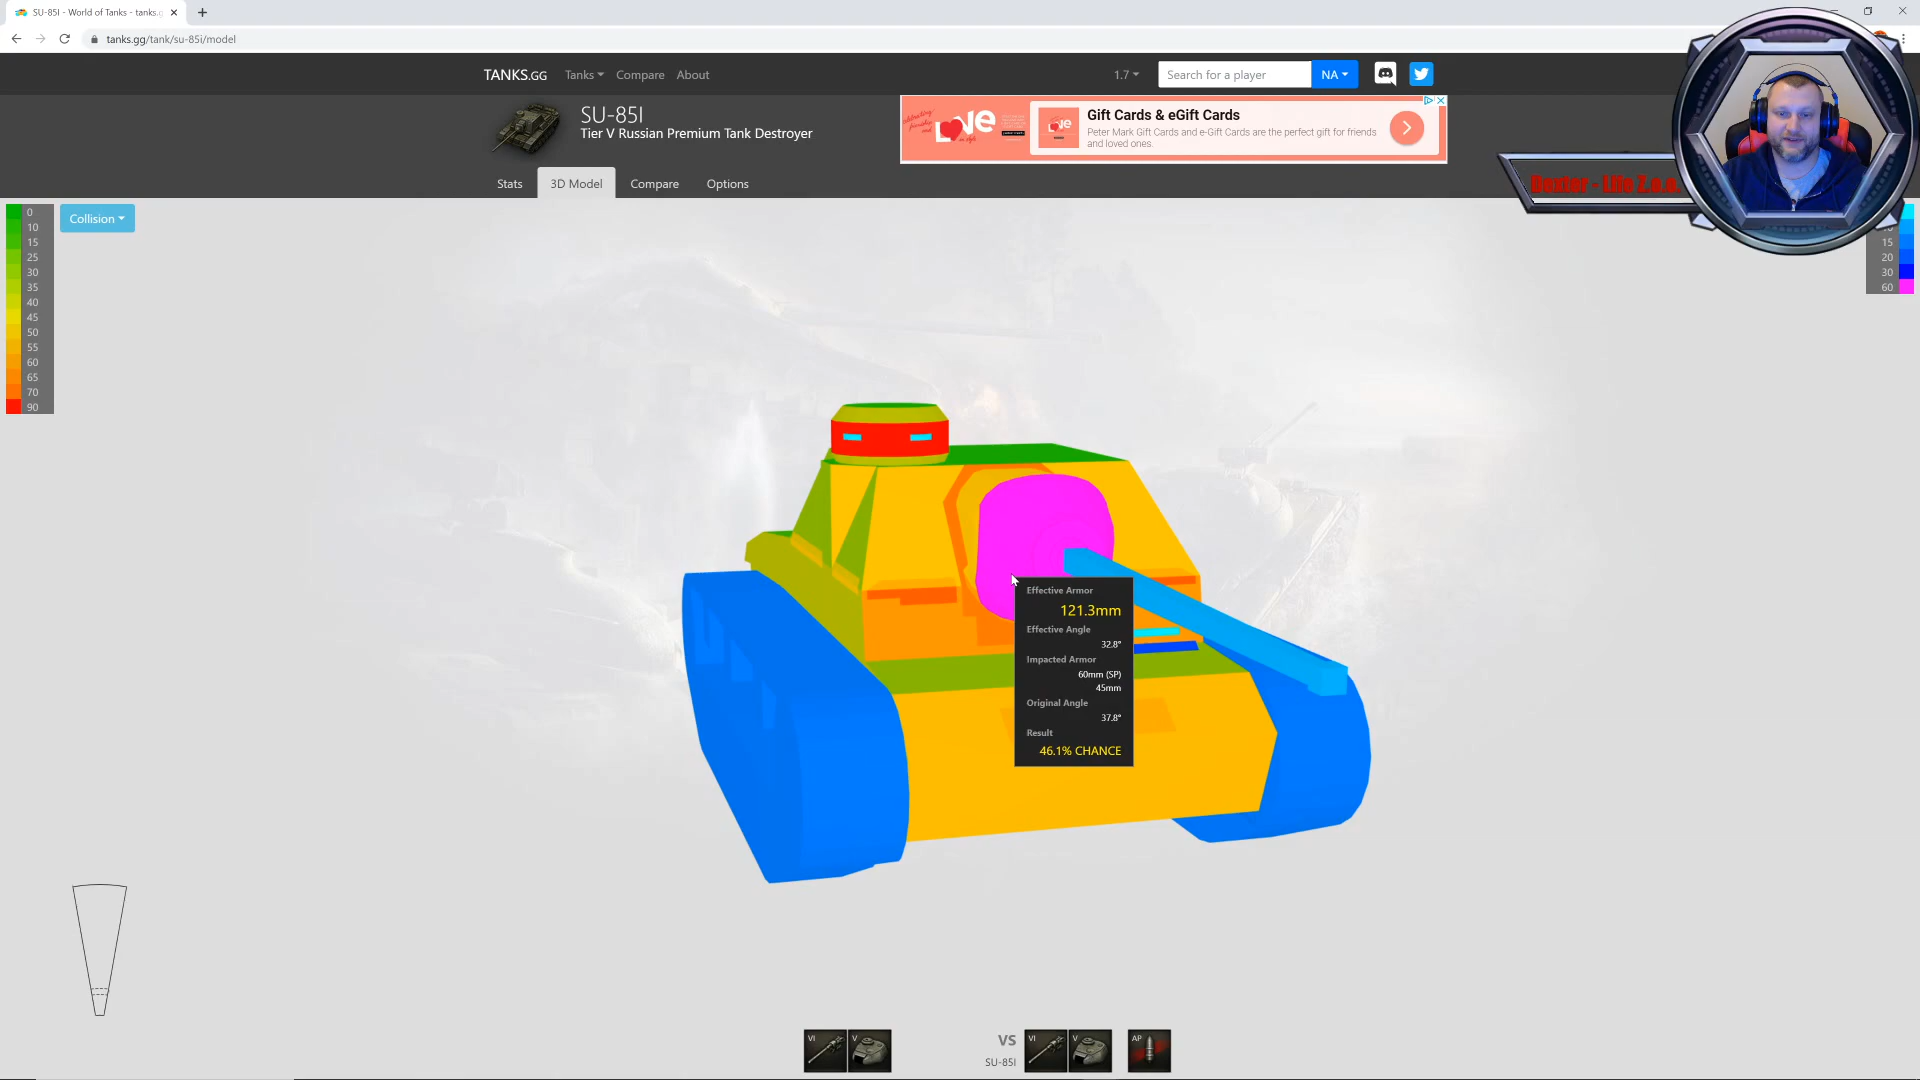 SU-85I - World of Tanks - tanks.g
tanks.gg/tank/su-85i/model
TANKS.GG
Tanks
Compare
About
1.7
Search for a player
NA
SU-85I
Tier V Russian Premium Tank Destroyer
Gift Cards & eGift Cards
Peter Mark Gift Cards and e-Gift Cards are the perfect gift for friends
and loved ones.
Stats
3D Model
Compare
Options
Dexter - Life Z.o.o.
Collision
0
10
15
25
30
35
40
45
50
55
60
65
70
90
15
20
30
60
Effective Armor
121.3mm
Effective Angle
32.8°
Impacted Armor
60mm (SP)
45mm
Original Angle
37.8°
Result
46.1% CHANCE
VI
V
VS
SU-85I
VI
V
AP